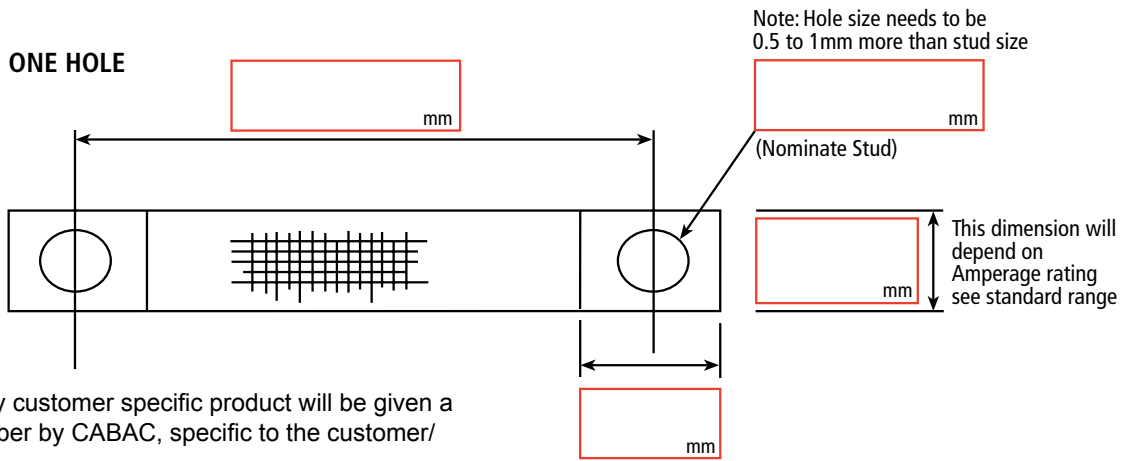 Note: Hole size needs to be
0.5 to 1mm more than stud size
ONE HOLE
mm
mm
(Nominate Stud)
This dimension will
depend on
Amperage rating
see standard range
mm
y customer specific product will be given a
ber by CABAC, specific to the customer/
mm